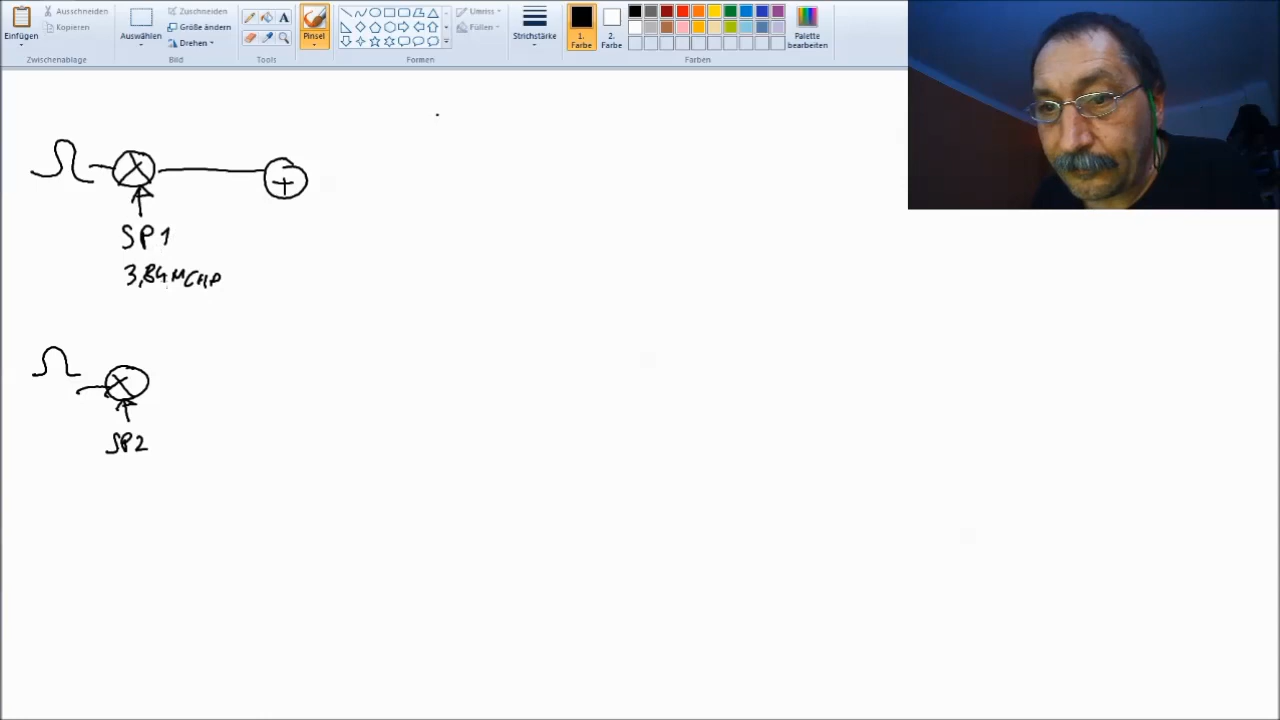 Einfügen
Ausschneiden
Kopieren
Zwischenablage
Auswählen
Zuschneiden
Größe ändern
Drehen
Bild
A
Tools
Pinsel
Umriss
Füllen
Formen
Strichstärke
1. Farbe
2. Farbe
Palette bearbeiten
Farben
SP1
3,84MCHP
SP2